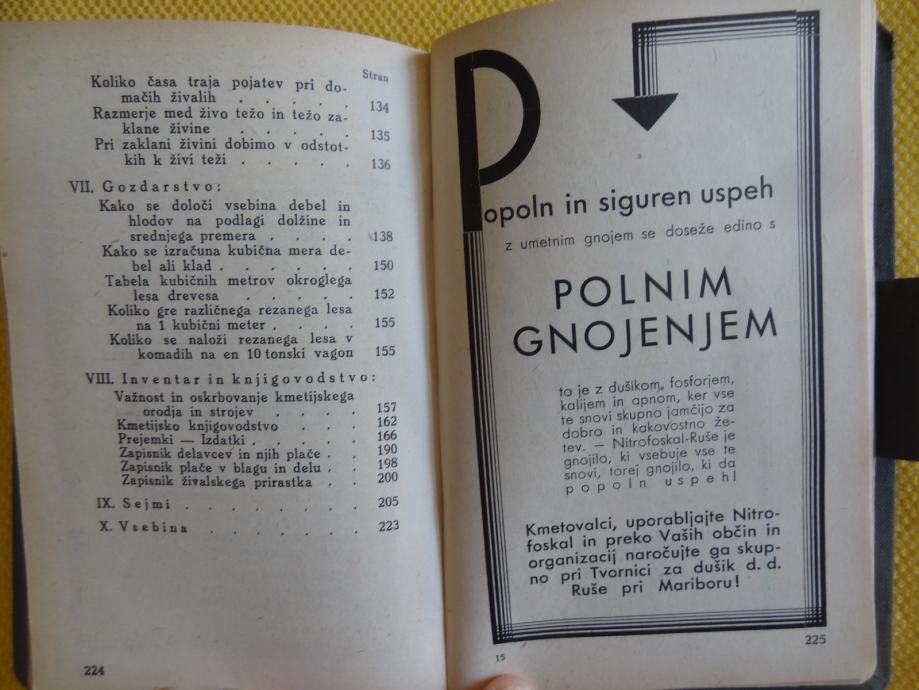 Stran
Koliko časa traja pojatev pri do-
mačih živalih . . . . . 134
Razmerje med živo težo in težo za-
klane živine . . . . . 135
Pri zaklani živini dobimo v odstot-
kih k živi teži . . . . . 136
VII. Gozdarstvo:
Kako se določi vsebina debel in
hlodov na podlagi dolžine in
srednjega premera . . . . 138
Kako se izračuna kubična mera de-
bel ali klad . . . . . . 150
Tabela kubičnih metrov okroglega
lesa drevesa . . . . . 152
Koliko gre različnega rezanega lesa
na 1 kubični meter . . . . 155
Koliko se naloži rezanega lesa v
komadih na en 10 tonski vagon 155
VIII. Inventar in knjigovodstvo:
Važnost in oskrbovanje kmetijskega
orodja in strojev . . . . 157
Kmetijsko knjigovodstvo . . . 162
Prejemki — Izdatki . . . . . 166
Zapisnik delavcev in njih plače . . 190
Zapisnik plače v blagu in delu . . 198
Zapisnik živalskega prirastka . . 200
IX. Sejmi . . . . . . . . 205
X. Vsebina . . . . . . . 223
224
Popoln in siguren uspeh
z umetnim gnojem se doseže edino s
POLNIM
GNOJENJEM
to je z dušikom, fosforjem,
kalijem in apnom, ker vse
te snovi skupno jamčijo za
dobro in kakovostno že-
tev. — Nitrofoskal-Ruše je
gnojilo, ki vsebuje vse te
snovi, torej gnojilo, ki da
popoln uspeh!
Kmetovalci, uporabljajte Nitro-
foskal in preko Vaših občin in
organizacij naročujte ga skup-
no pri Tvornici za dušik d. d.
Ruše pri Mariboru!
15
225